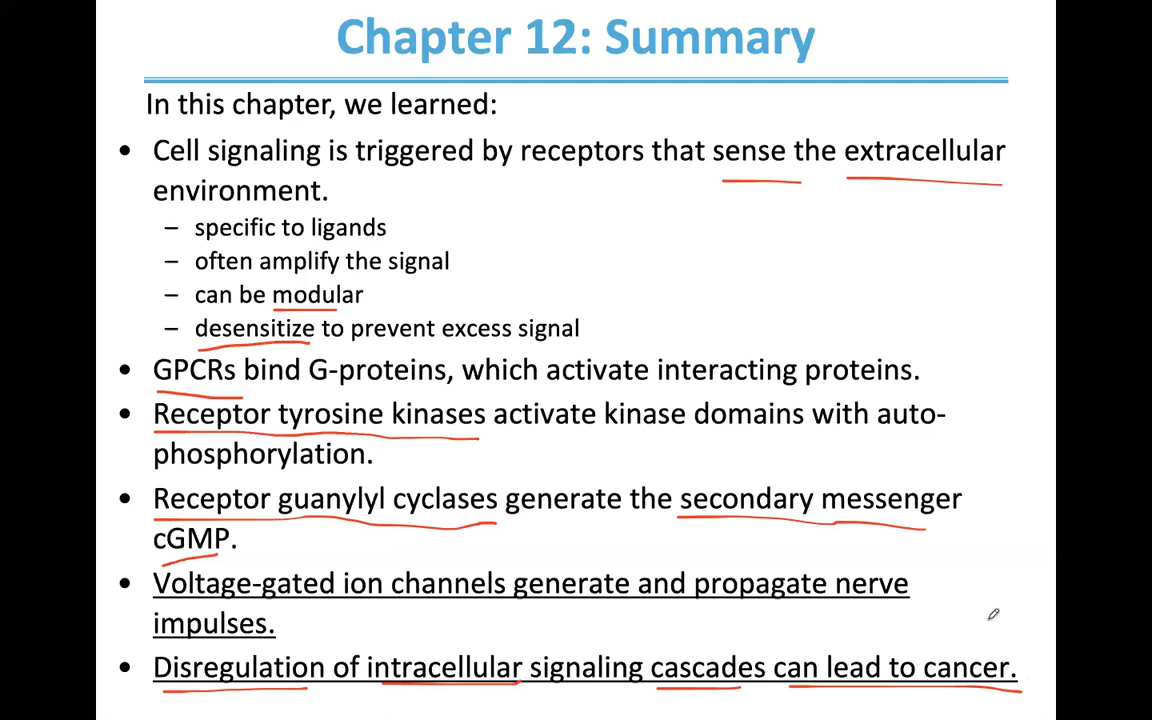 Chapter 12: Summary
In this chapter, we learned:
• Cell signaling is triggered by receptors that sense the extracellular
environment.
– specific to ligands
– often amplify the signal
– can be modular
– desensitize to prevent excess signal
• GPCRs bind G-proteins, which activate interacting proteins.
• Receptor tyrosine kinases activate kinase domains with auto-
phosphorylation.
• Receptor guanylyl cyclases generate the secondary messenger
cGMP.
• Voltage-gated ion channels generate and propagate nerve
impulses.
• Disregulation of intracellular signaling cascades can lead to cancer.